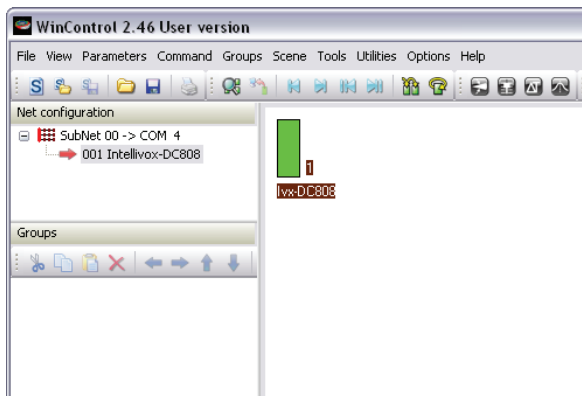 WinControl 2.46 User version
File View Parameters Command Groups Scene Tools Utilities Options Help
Net configuration
SubNet 00 -> COM 4
001 Intellivox-DC808
1
Ivx-DC808
Groups